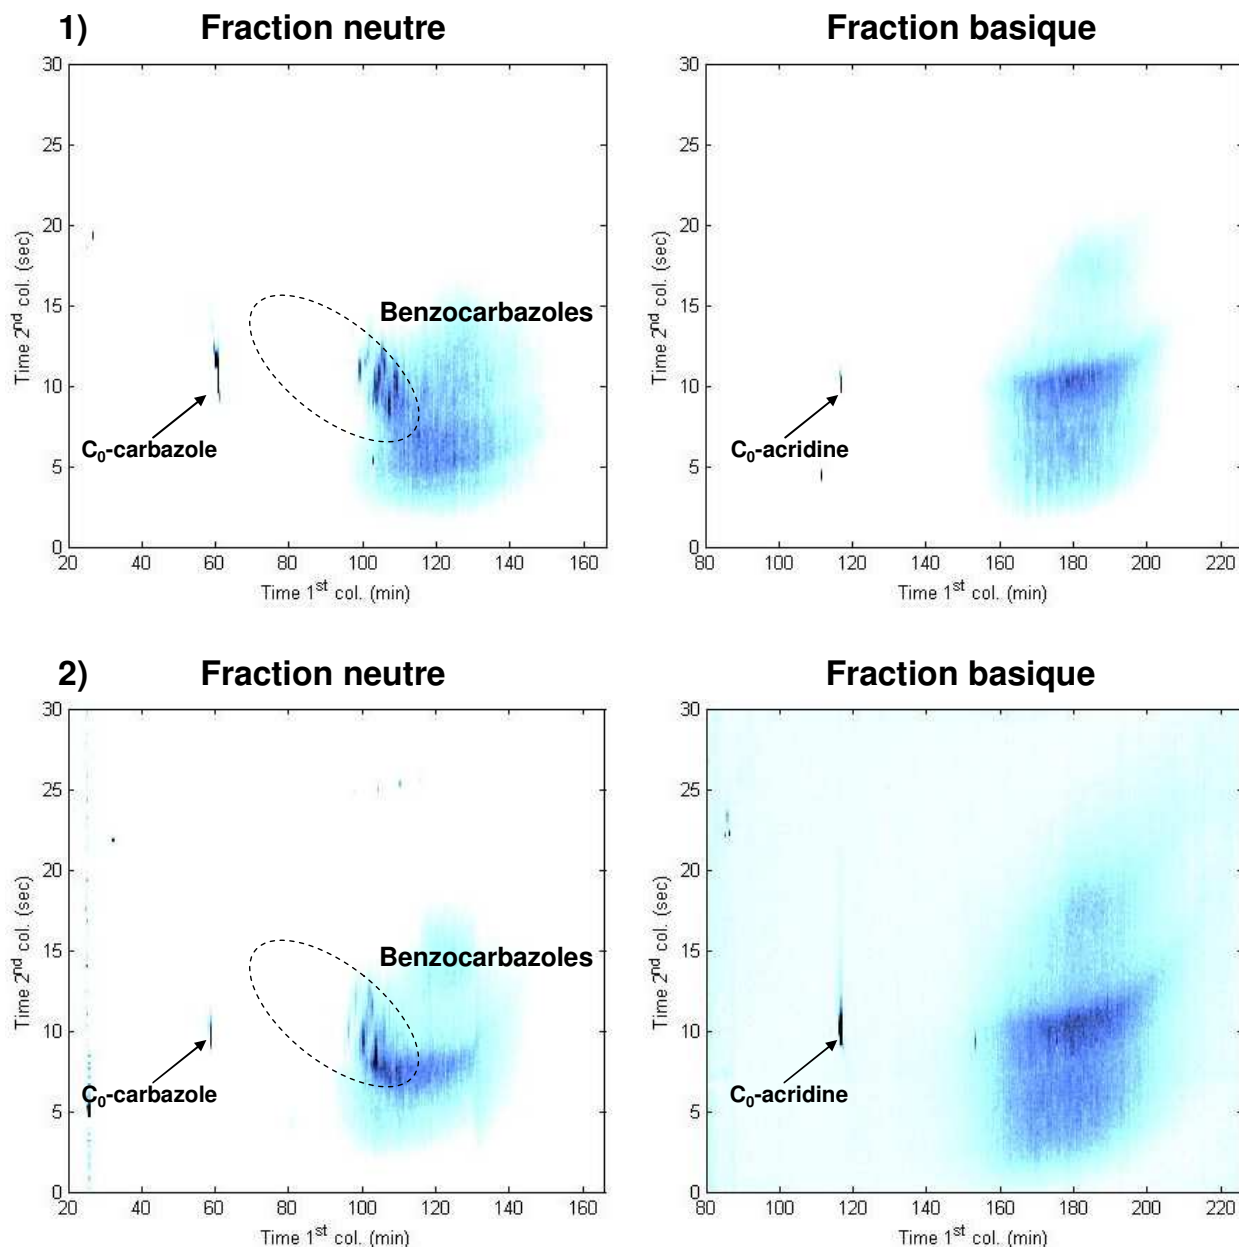 1) Fraction neutre Fraction basique
30 30
25 25
20 20
15 15
Benzocarbazoles
10 10
C0-carbazole C0-acridine
5 5
0 0
20 40 60 80 100 120 140 160 80 100 120 140 160 180 200 220
Time 1st col. (min) Time 1st col. (min)
Time 2nd col. (sec) Time 2nd col. (sec)
2) Fraction neutre Fraction basique
30 30
25 25
20 20
15 15
Benzocarbazoles
10 10
C0-carbazole C0-acridine
5 5
0 0
20 40 60 80 100 120 140 160 80 100 120 140 160 180 200 220
Time 1st col. (min) Time 1st col. (min)
Time 2nd col. (sec) Time 2nd col. (sec)